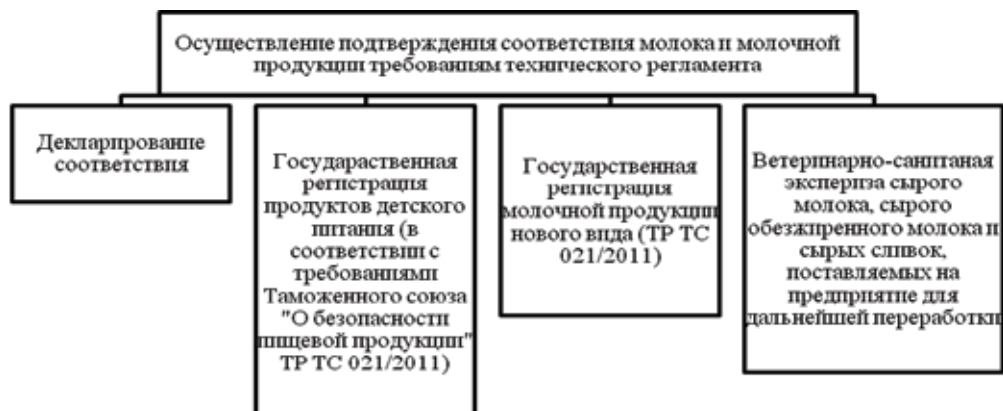 Осуществление подтверждения соответствия молока и молочной
продукции требованиям технического регламента
Декларирование
соответствия
Государаственная
регистрация
продуктов детского
питания (в
соответствии с
требованиями
Таможенного союза
"О безопасности
пищевой продукции"
ТР ТС 021/2011)
Государственная
регистрация
молочной продукции
нового вида (ТР ТС
021/2011)
Ветеринарно-санитаная
экспериза сырого
молока, сырого
обезжиренного молока и
сырых сливок,
поставляемых на
предприятие для
дальнейшей переработки